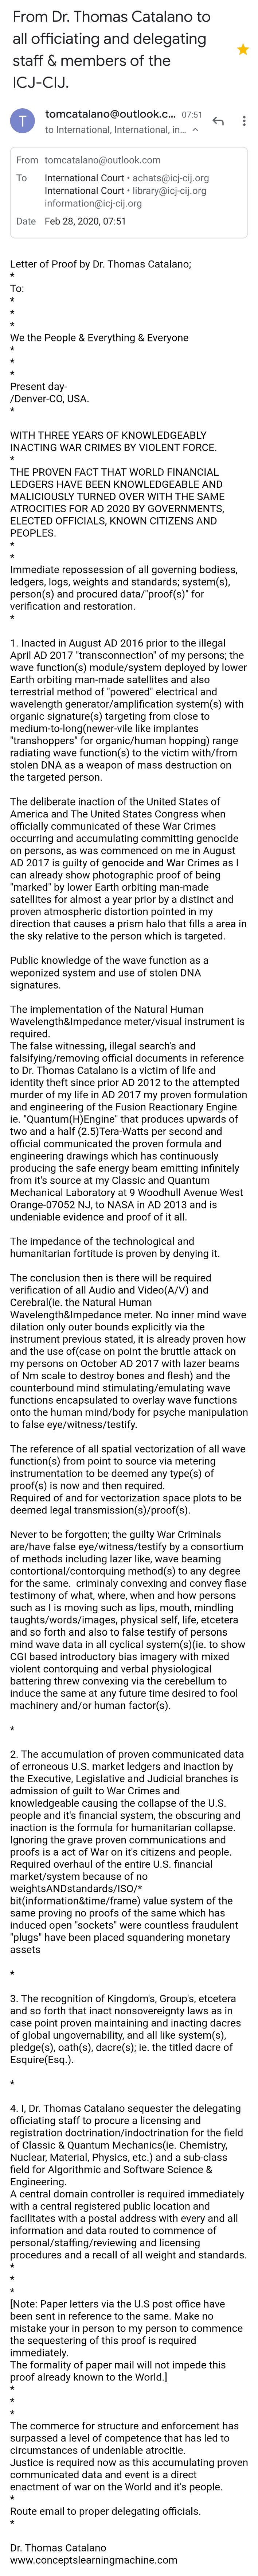 From Dr. Thomas Catalano to
all officiating and delegating
staff & members of the
ICJ-CIJ.
T
tomcatalano@outlook.c... 07:51
to International, International, in...
From tomcatalano@outlook.com
To International Court • achats@icj-cij.org
International Court • library@icj-cij.org
information@icj-cij.org
Date Feb 28, 2020, 07:51
Letter of Proof by Dr. Thomas Catalano;
*
To:
*
*
*
We the People & Everything & Everyone
*
*
*
Present day-
/Denver-CO, USA.
*
WITH THREE YEARS OF KNOWLEDGEABLY
INACTING WAR CRIMES BY VIOLENT FORCE.
*
THE PROVEN FACT THAT WORLD FINANCIAL
LEDGERS HAVE BEEN KNOWLEDGEABLE AND
MALICIOUSLY TURNED OVER WITH THE SAME
ATROCITIES FOR AD 2020 BY GOVERNMENTS,
ELECTED OFFICIALS, KNOWN CITIZENS AND
PEOPLES.
*
*
Immediate repossession of all governing bodiess,
ledgers, logs, weights and standards; system(s),
person(s) and procured data/"proof(s)" for
verification and restoration.
*
1. Inacted in August AD 2016 prior to the illegal
April AD 2017 "transconnection" of my persons; the
wave function(s) module/system deployed by lower
Earth orbiting man-made satellites and also
terrestrial method of "powered" electrical and
wavelength generator/amplification system(s) with
organic signature(s) targeting from close to
medium-to-long(newer-vile like implants
"transhoppers" for organic/human hopping) range
radiating wave function(s) to the victim with/from
stolen DNA as a weapon of mass destruction on
the targeted person.
The deliberate inaction of the United States of
America and The United States Congress when
officially communicated of these War Crimes
occuring and accumulating committing genocide
on persons, as was commenced on me in August
AD 2017 is guilty of genocide and War Crimes as I
can already show photographic proof of being
"marked" by lower Earth orbiting man-made
satellites for almost a year prior by a distinct and
proven atmospheric distortion pointed in my
direction that causes a prism halo that fills a area in
the sky relative to the person which is targeted.
Public knowledge of the wave function as a
weponized system and use of stolen DNA
signatures.
The implementation of the Natural Human
Wavelength&Impedance meter/visual instrument is
required.
The false witnessing, illegal search's and
falsifying/removing official documents in reference
to Dr. Thomas Catalano is a victim of life and
identity theft since prior AD 2012 to the attempted
murder of my life in AD 2017 my proven formulation
and engineering of the Fusion Reactionary Engine
ie. "Quantum(H)Engine" that produces upwards of
two and a half (2.5)Tera-Watts per second and
official communicated the proven formula and
engineering drawings which has continuously
producing the safe energy beam emitting infinitely
from it's source at my Classic and Quantum
Mechanical Laboratory at 9 Woodhull Avenue West
Orange-07052 NJ, to NASA in AD 2013 and is
undeniable evidence and proof of it all.
The impedance of the technological and
humanitarian fortitude is proven by denying it.
The conclusion then is there will be required
verification of all Audio and Video(A/V) and
Cerebral(ie. the Natural Human
Wavelength&Impedance meter. No inner mind wave
dilation only outer bounds explicitly via the
instrument previous stated, it is already proven how
and the use of(case on point the bruttle attack on
my persons on October AD 2017 with lazer beams
of Nm scale to destroy bones and flesh) and the
counterbound mind stimulating/emulating wave
functions encapsulated to overlay wave functions
onto the human mind/body for psyche manipulation
to false eye/witness/testify.
The reference of all spatial vectorization of all wave
function(s) from point to source via metering
instrumentation to be deemed any type(s) of
proof(s) is now and then required.
Required of and for vectorization space plots to be
deemed legal transmission(s)/proof(s).
Never to be forgotten; the guilty War Criminals
are/have false eye/witness/testify by a consortium
of methods including lazer like, wave beaming
contortional/contorquing method(s) to any degree
for the same.  criminaly convexing and convey flase
testimony of what, where, when and how persons
such as I is moving such as lips, mouth, mindling
taughts/words/images, physical self, life, etcetera
and so forth and also to false testify of persons
mind wave data in all cyclical system(s)(ie. to show
CGI based introductory bias imagery with mixed
violent contorquing and verbal physiological
battering threw convexing via the cerebellum to
induce the same at any future time desired to fool
machinery and/or human factor(s).
*
2. The accumulation of proven communicated data
of erroneous U.S. market ledgers and inaction by
the Executive, Legislative and Judicial branches is
admission of guilt to War Crimes and
knowledgeable causing the collapse of the U.S.
people and it's financial system, the obscuring and
inaction is the formula for humanitarian collapse.
Ignoring the grave proven communications and
proofs is a act of War on it's citizens and people.
Required overhaul of the entire U.S. financial
market/system because of no
weightsANDstandards/ISO/*
bit(information&time/frame) value system of the
same proving no proofs of the same which has
induced open "sockets" were countless fraudulent
"plugs" have been placed squandering monetary
assets
*
3. The recognition of Kingdom's, Group's, etcetera
and so forth that inact nonsovereignty laws as in
case point proven maintaining and inacting dacres
of global ungovernability, and all like system(s),
pledge(s), oath(s), dacre(s); ie. the titled dacre of
Esquire(Esq.).
*
4. I, Dr. Thomas Catalano sequester the delegating
officiating staff to procure a licensing and
registration doctrination/indoctrination for the field
of Classic & Quantum Mechanics(ie. Chemistry,
Nuclear, Material, Physics, etc.) and a sub-class
field for Algorithmic and Software Science &
Engineering.
A central domain controller is required immediately
with a central registered public location and
facilitates with a postal address with every and all
information and data routed to commence of
personal/staffing/reviewing and licensing
procedures and a recall of all weight and standards.
*
*
*
[Note: Paper letters via the U.S post office have
been sent in reference to the same. Make no
mistake your in person to my person to commence
the sequestering of this proof is required
immediately.
The formality of paper mail will not impede this
proof already known to the World.]
*
*
*
The commerce for structure and enforcement has
surpassed a level of competence that has led to
circumstances of undeniable atrocitie.
Justice is required now as this accumulating proven
communicated data and event is a direct
enactment of war on the World and it's people.
*
Route email to proper delegating officials.
*
Dr. Thomas Catalano
www.conceptslearningmachine.com